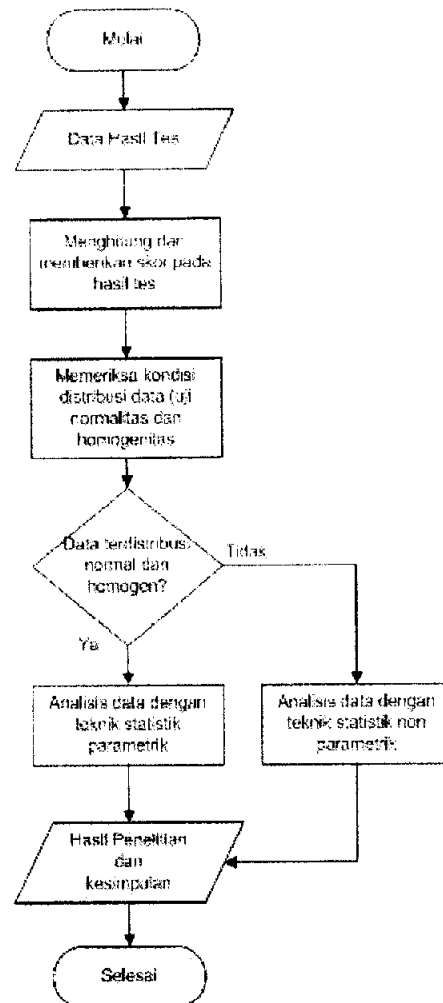 Mulai
Data Hasil Tes
Menghitung dan
memberikan skor pada
hasil tes
Memeriksa kondisi
distribusi data (uji
normalitas dan
homogenitas
Data terdistribusi
normal dan
homogen?
Tidak
Ya
Analisis data dengan
teknik statistik
parametrik
Analisis data dengan
teknik statistik non
parametrik
Hasil Penelitian
dan
kesimpulan
Selesai